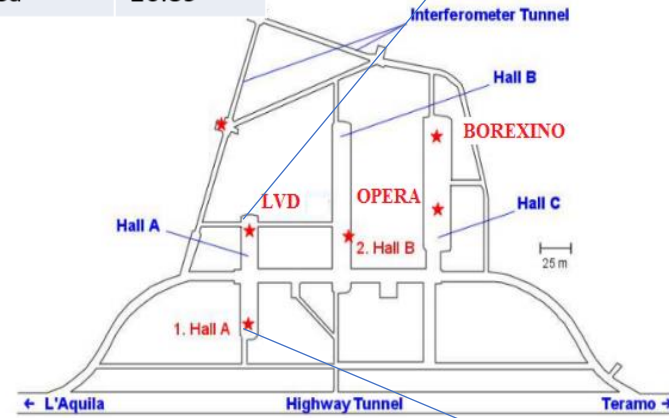 Interferometer Tunnel
Hall B
BOREXINO
LVD
OPERA
Hall C
Hall A
2. Hall B
25 m
1. Hall A
← L'Aquila
Highway Tunnel
Teramo →